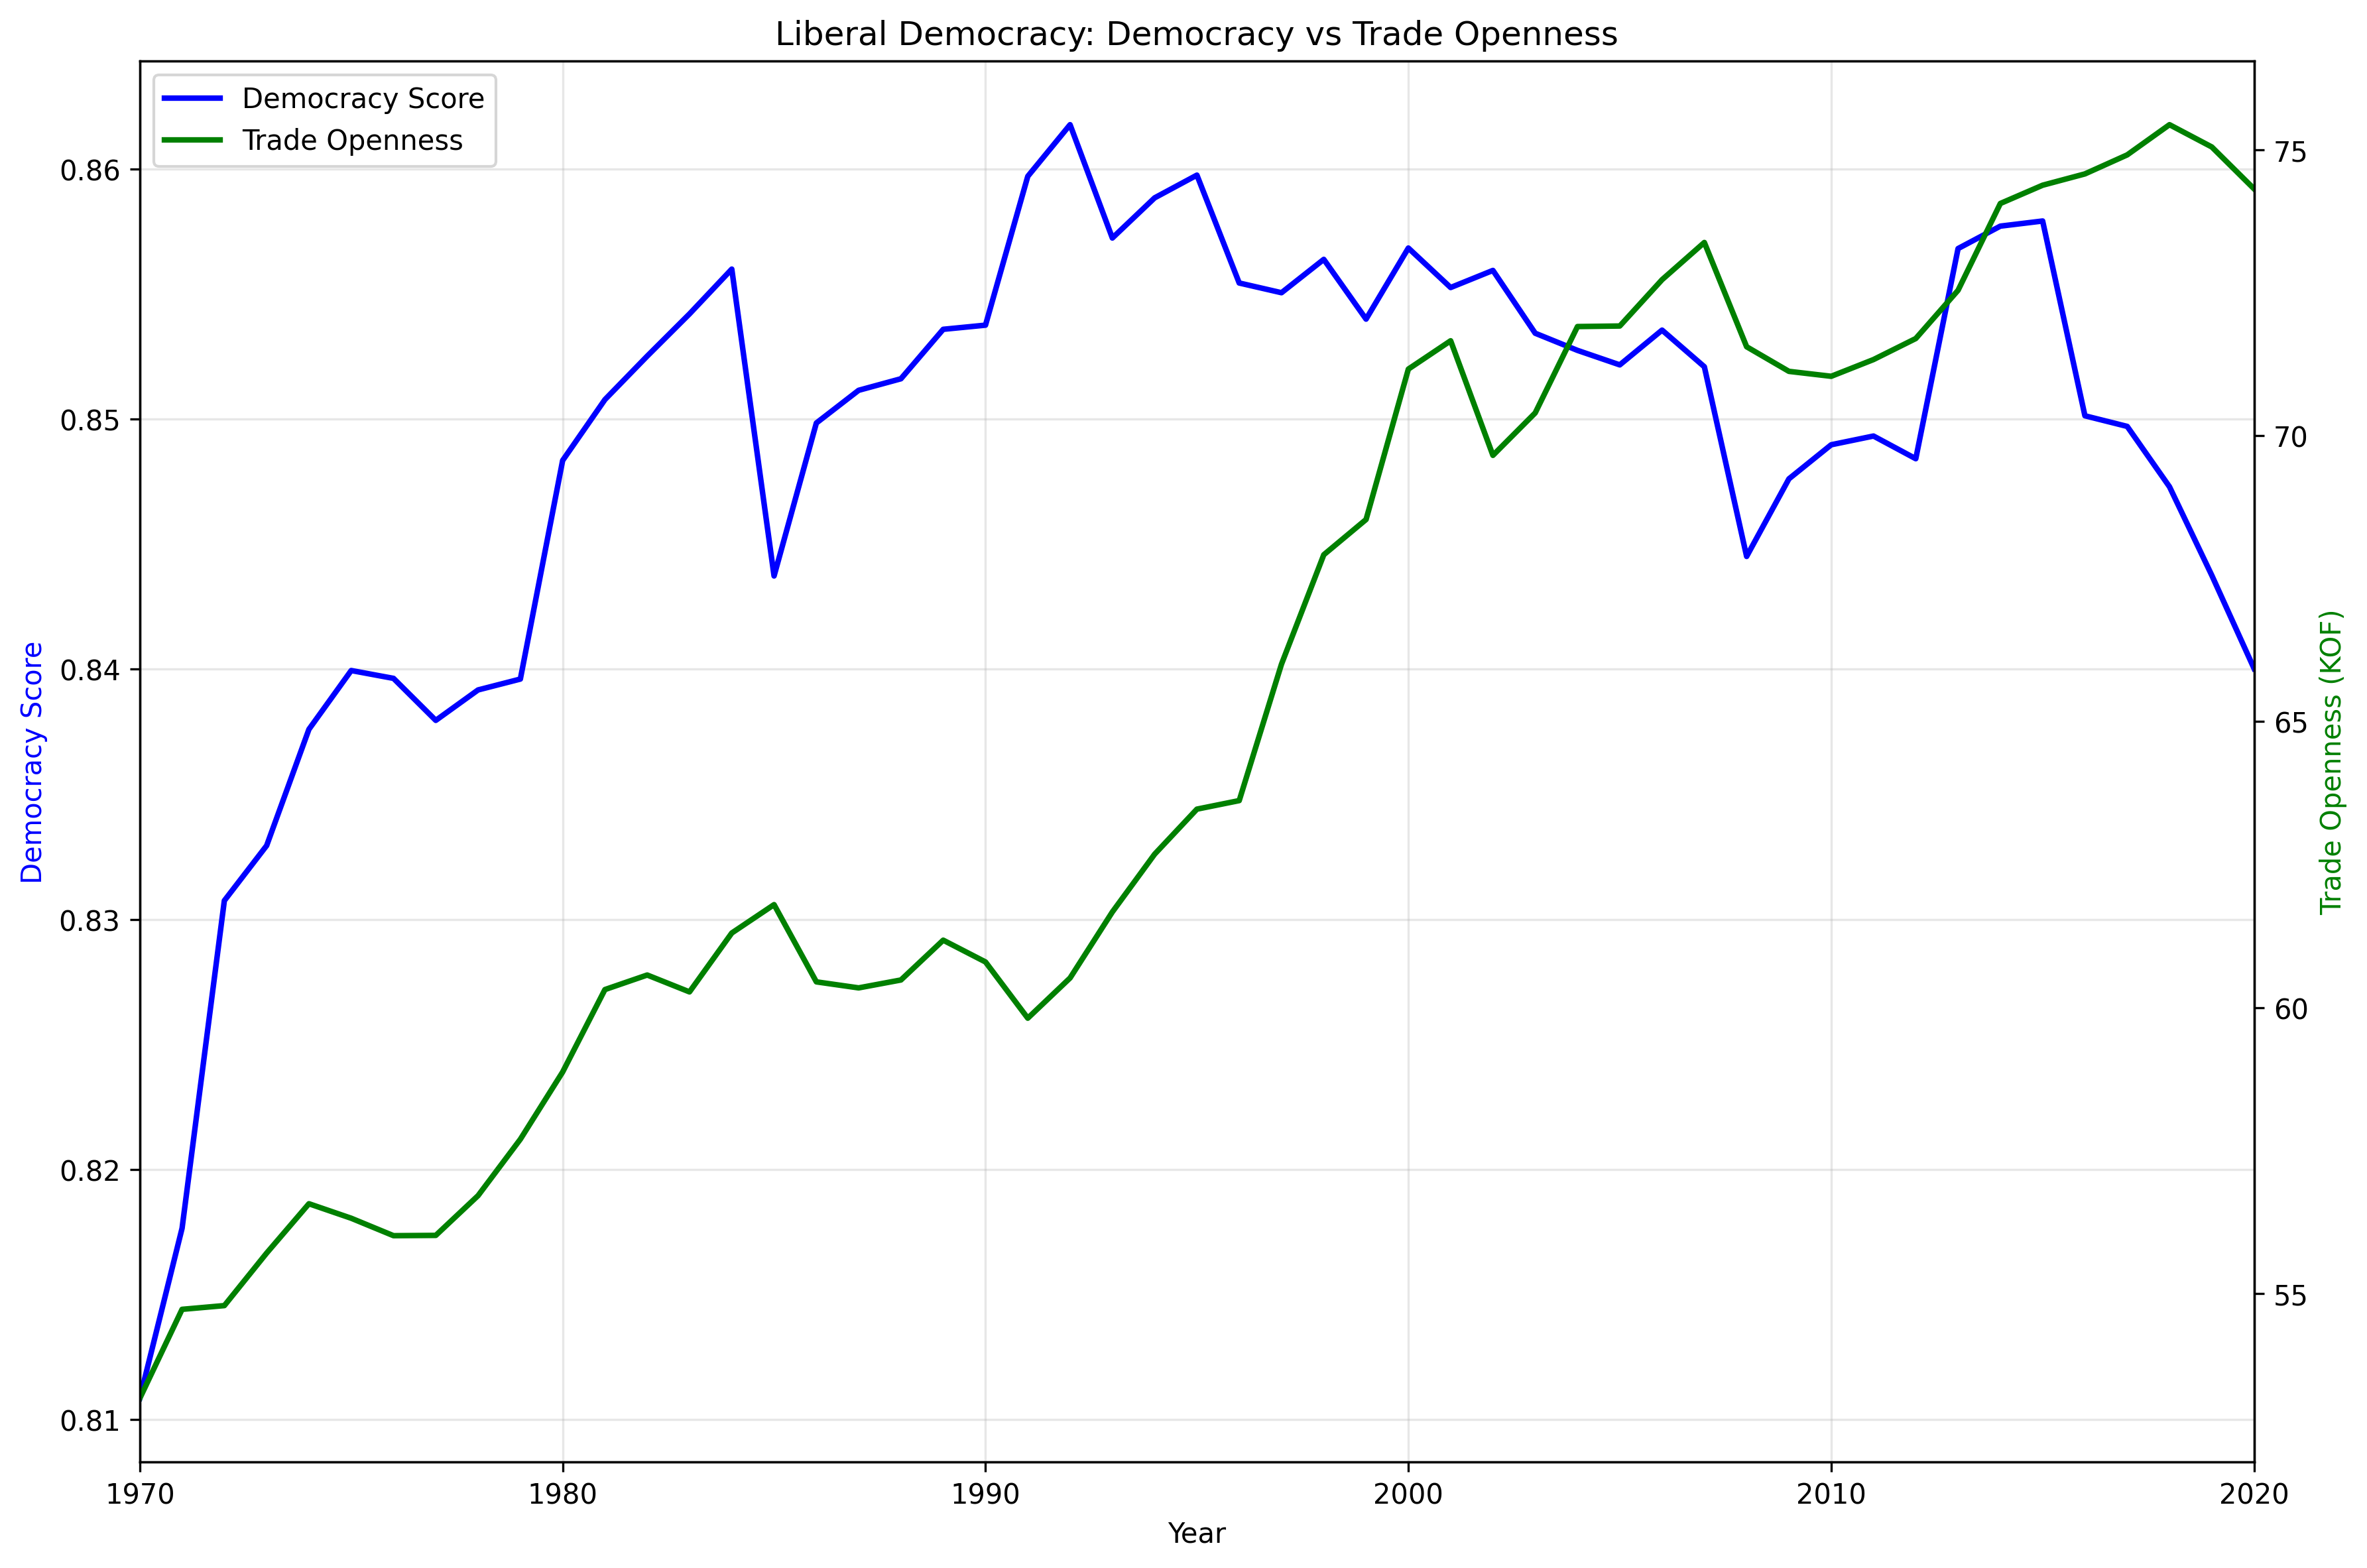 Liberal Democracy: Democracy vs Trade Openness
Democracy Score
Trade Openness
0.86
0.85
0.84
0.83
0.82
0.81
Democracy Score
75
70
65
60
55
Trade Openness (KOF)
1970
1980
1990
2000
2010
2020
Year